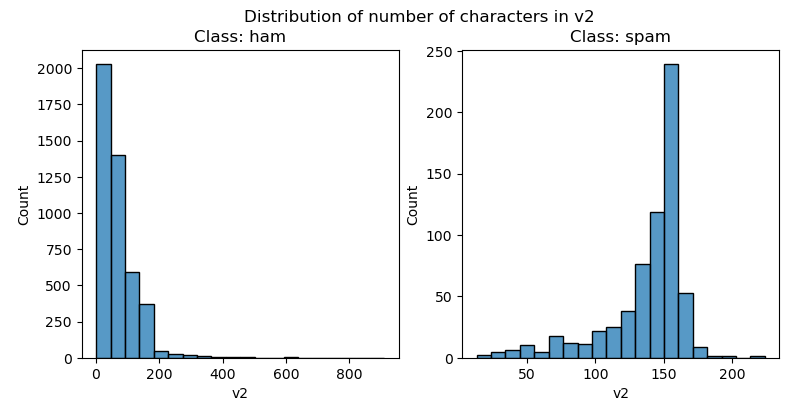 Distribution of number of characters in v2
Class: ham
2000
1750
1500
1250
1000
750
500
250
0
Count
0 200 400 600 800
v2
Class: spam
250
200
150
100
50
0
Count
50 100 150 200
v2